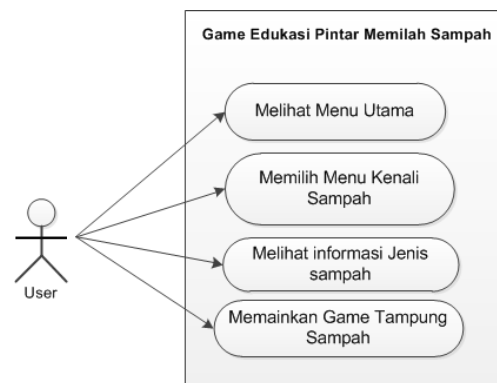 Game Edukasi Pintar Memilah Sampah
Melihat Menu Utama
Memilih Menu Kenali
Sampah
Melihat informasi Jenis
sampah
User
Memainkan Game Tampung
Sampah